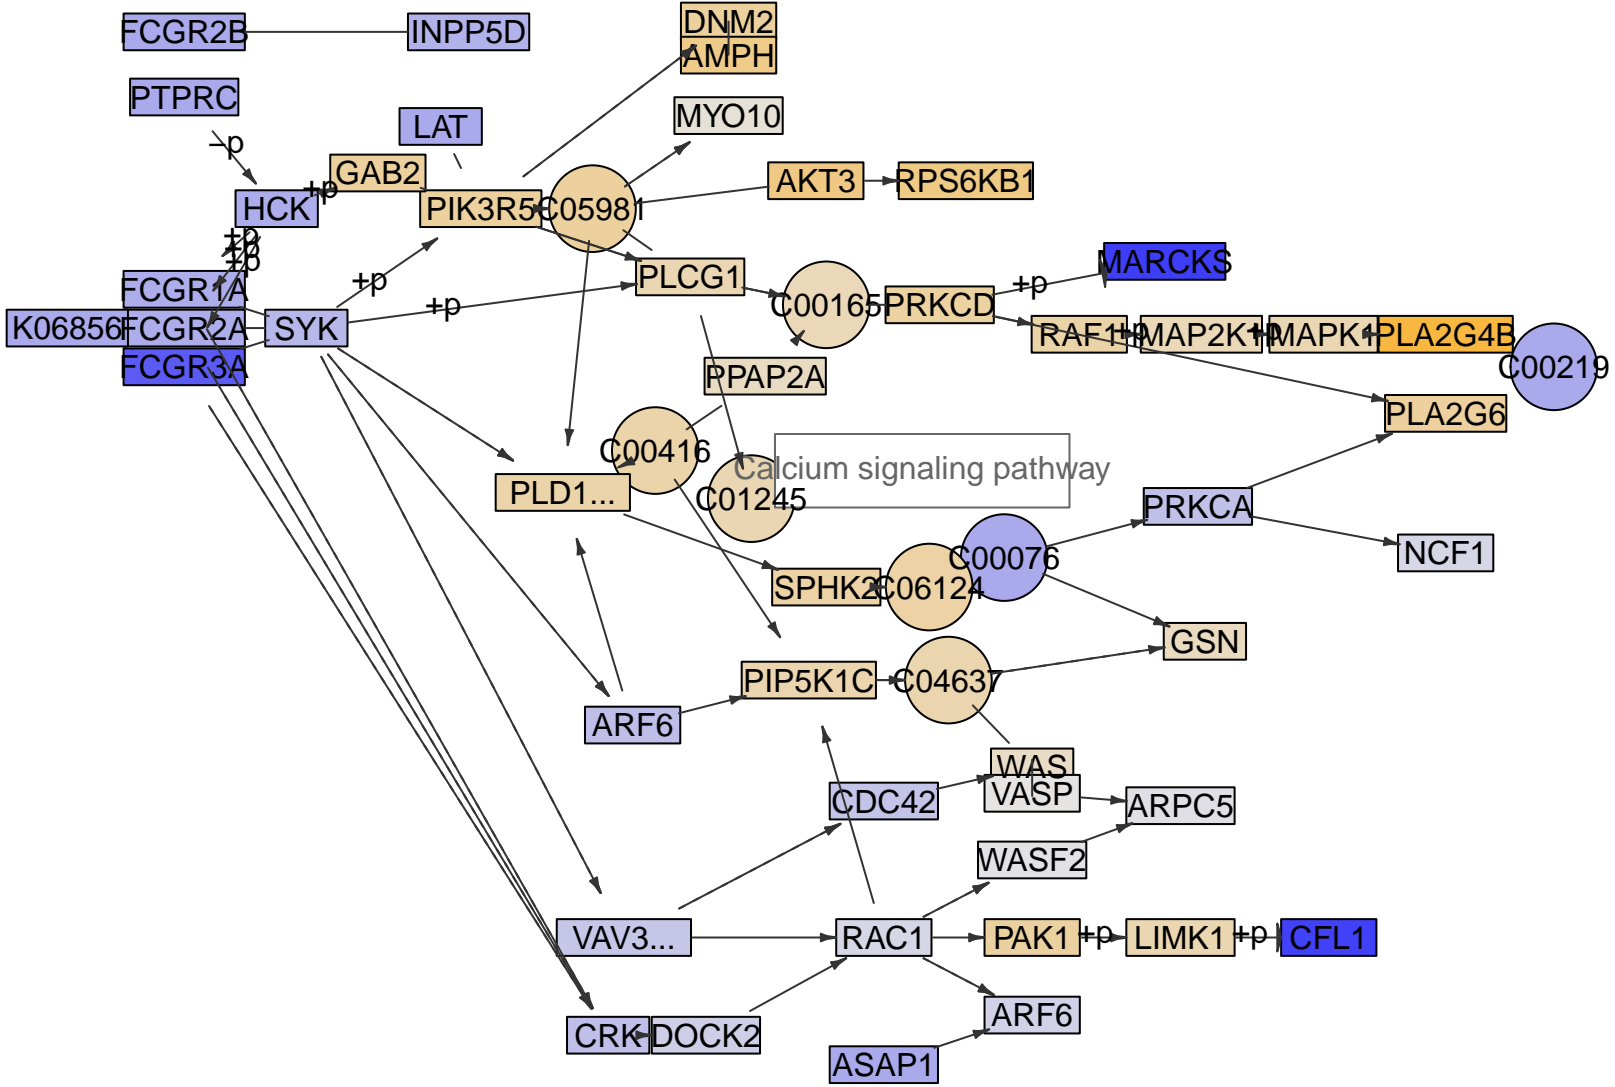 DNM2
FCGR2B
INPP5D
AMPH
PTPRC
MYO10
LAT
-p
GAB2
AKT3
RPS6KB1
+p
HCK
PIK3R5
C05981
+p
+p
+p
MARCKS
PLCG1
+p
+p
FCGR1A
C00165
PRKCD
+p
K06856
FCGR2A
SYK
RAF1
+p
MAP2K1
+p
MAPK1
+p
PLA2G4B
FCGR3A
C00219
PPAP2A
PLA2G6
C00416
Calcium signaling pathway
PLD1...
C01245
PRKCA
NCF1
C00076
SPHK2
C06124
GSN
PIP5K1C
C04637
ARF6
WAS
CDC42
VASP
ARPC5
WASF2
VAV3...
RAC1
PAK1
+p
LIMK1
+p
CFL1
ARF6
CRK
DOCK2
ASAP1